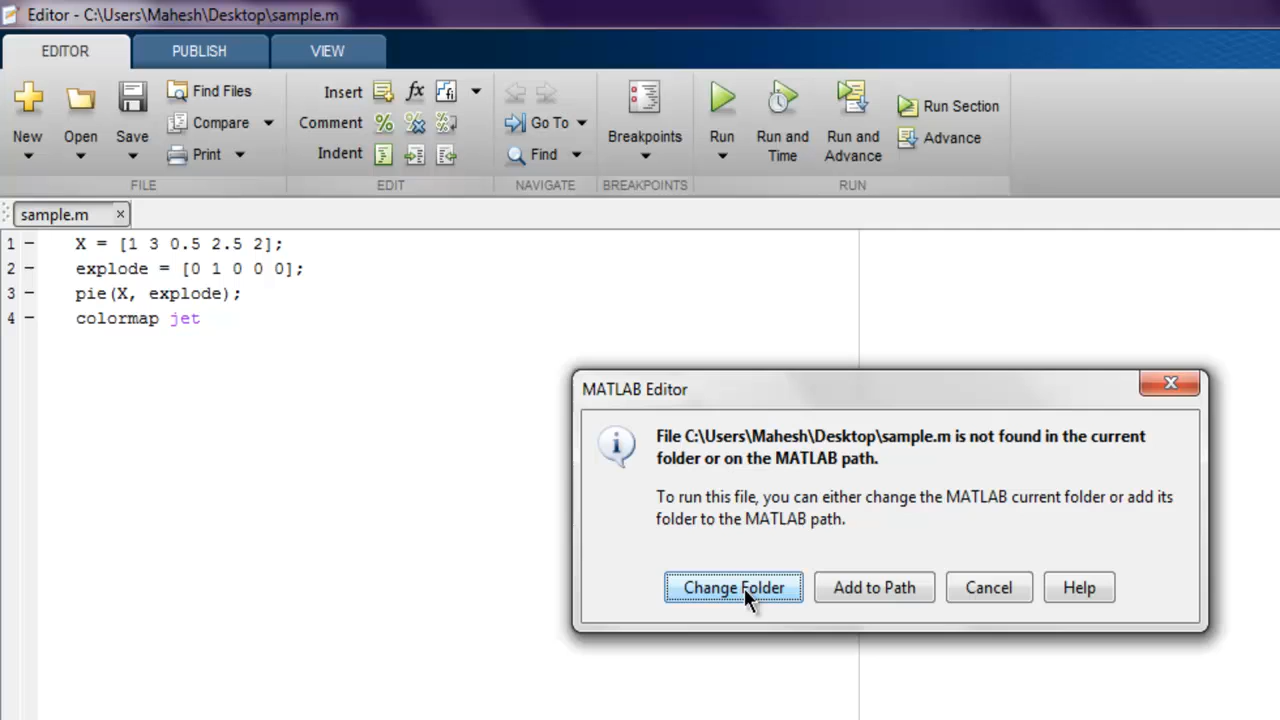 Editor - C:\Users\Mahesh\Desktop\sample.m
EDITOR PUBLISH VIEW
New Open Save Find Files Compare Print
FILE
Insert fx
Comment % %
Indent
EDIT
Go To
Find
NAVIGATE
Breakpoints
BREAKPOINTS
Run Run and Time Run and Advance Run Section Advance
RUN
sample.m ×
1 – X = [1 3 0.5 2.5 2];
2 – explode = [0 1 0 0 0];
3 – pie(X, explode);
4 – colormap jet
MATLAB Editor
File C:\Users\Mahesh\Desktop\sample.m is not found in the current
folder or on the MATLAB path.
To run this file, you can either change the MATLAB current folder or add its
folder to the MATLAB path.
Change Folder Add to Path Cancel Help